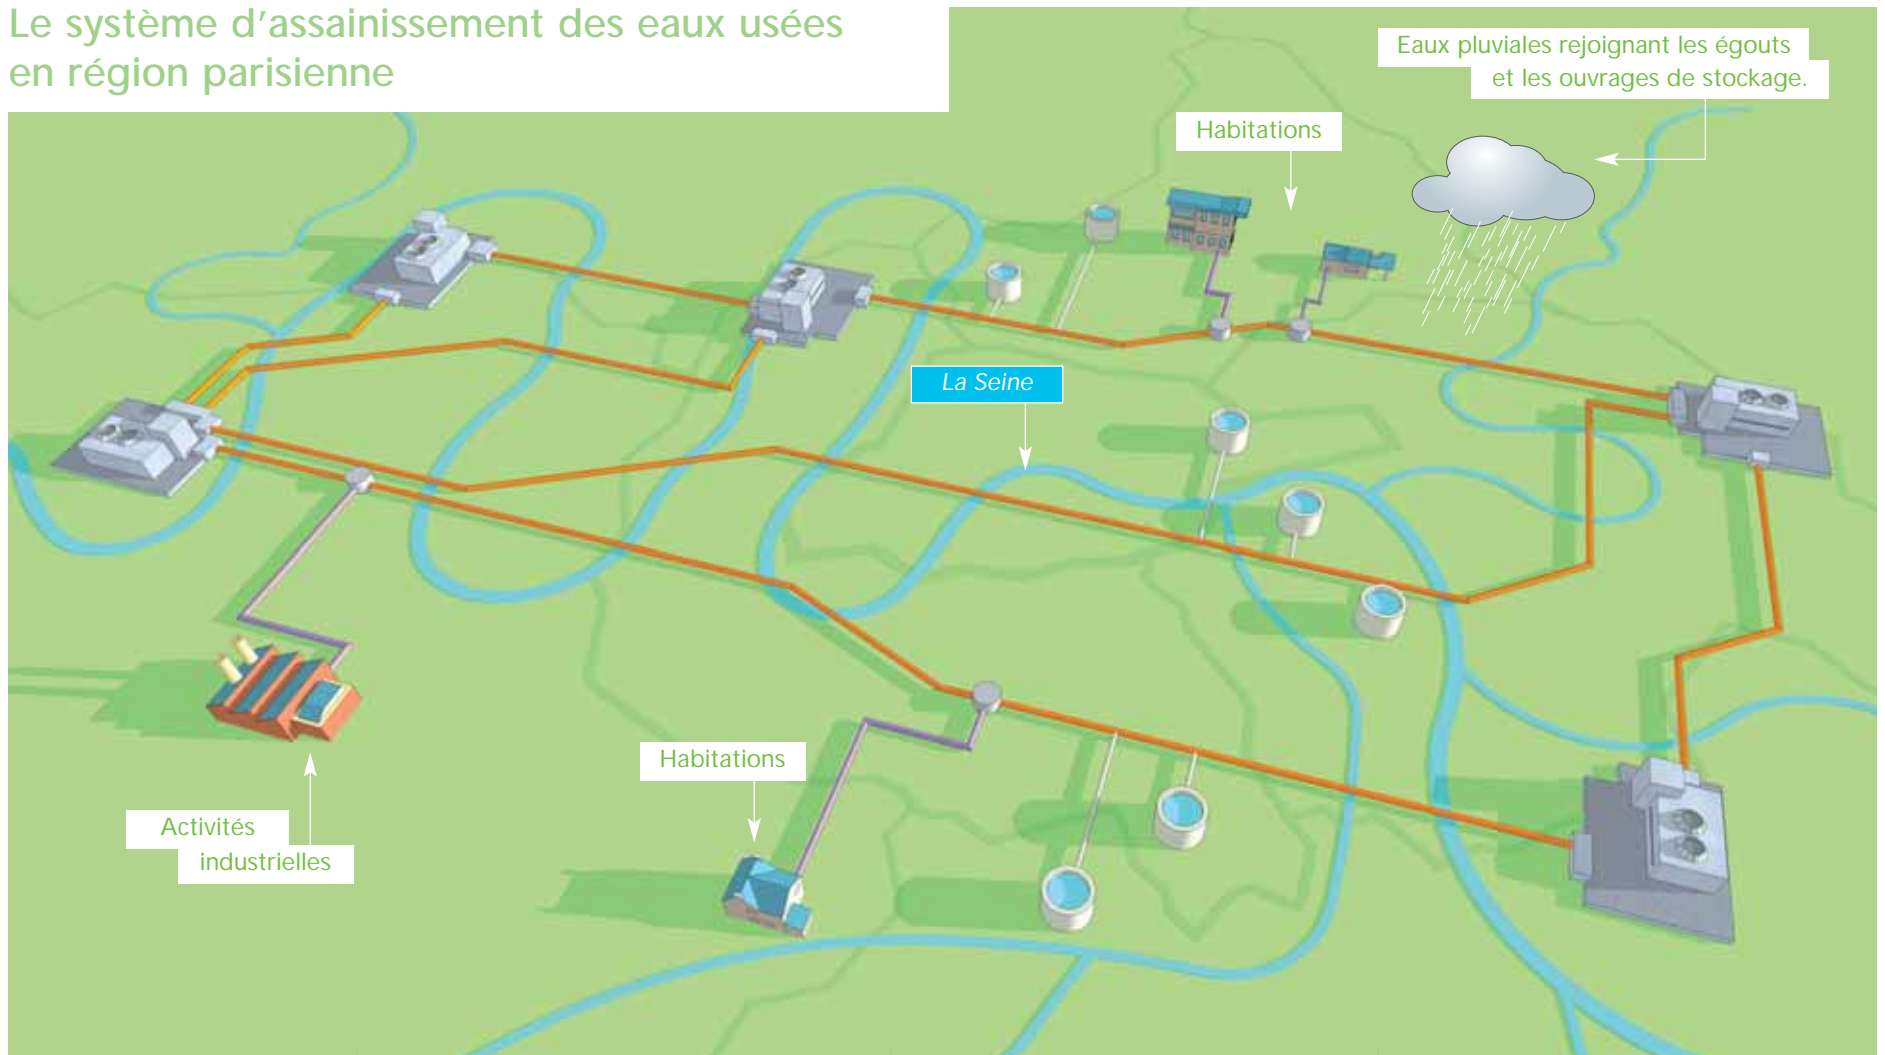 Le système d’assainissement des eaux usées
en région parisienne
Eaux pluviales rejoignant les égouts
et les ouvrages de stockage.
Habitations
La Seine
Habitations
Activités
industrielles